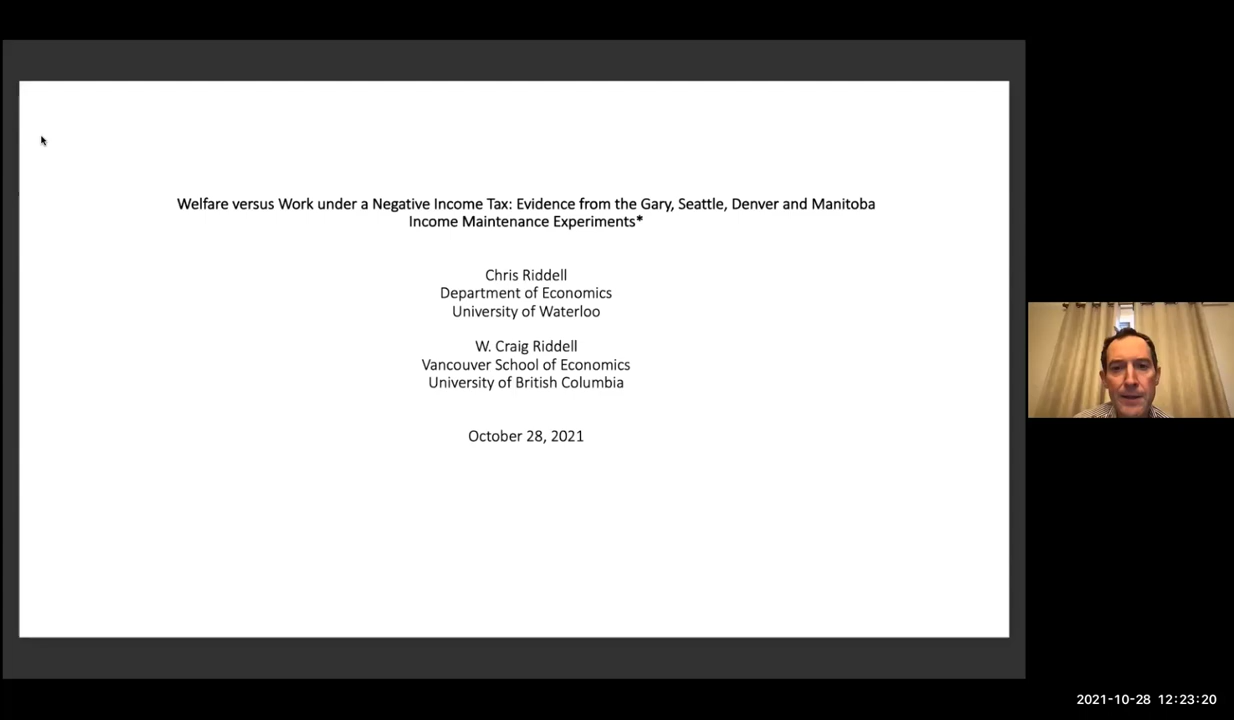 Welfare versus Work under a Negative Income Tax: Evidence from the Gary, Seattle, Denver and Manitoba
Income Maintenance Experiments*
Chris Riddell
Department of Economics
University of Waterloo
W. Craig Riddell
Vancouver School of Economics
University of British Columbia
October 28, 2021
2021-10-28 12:23:20